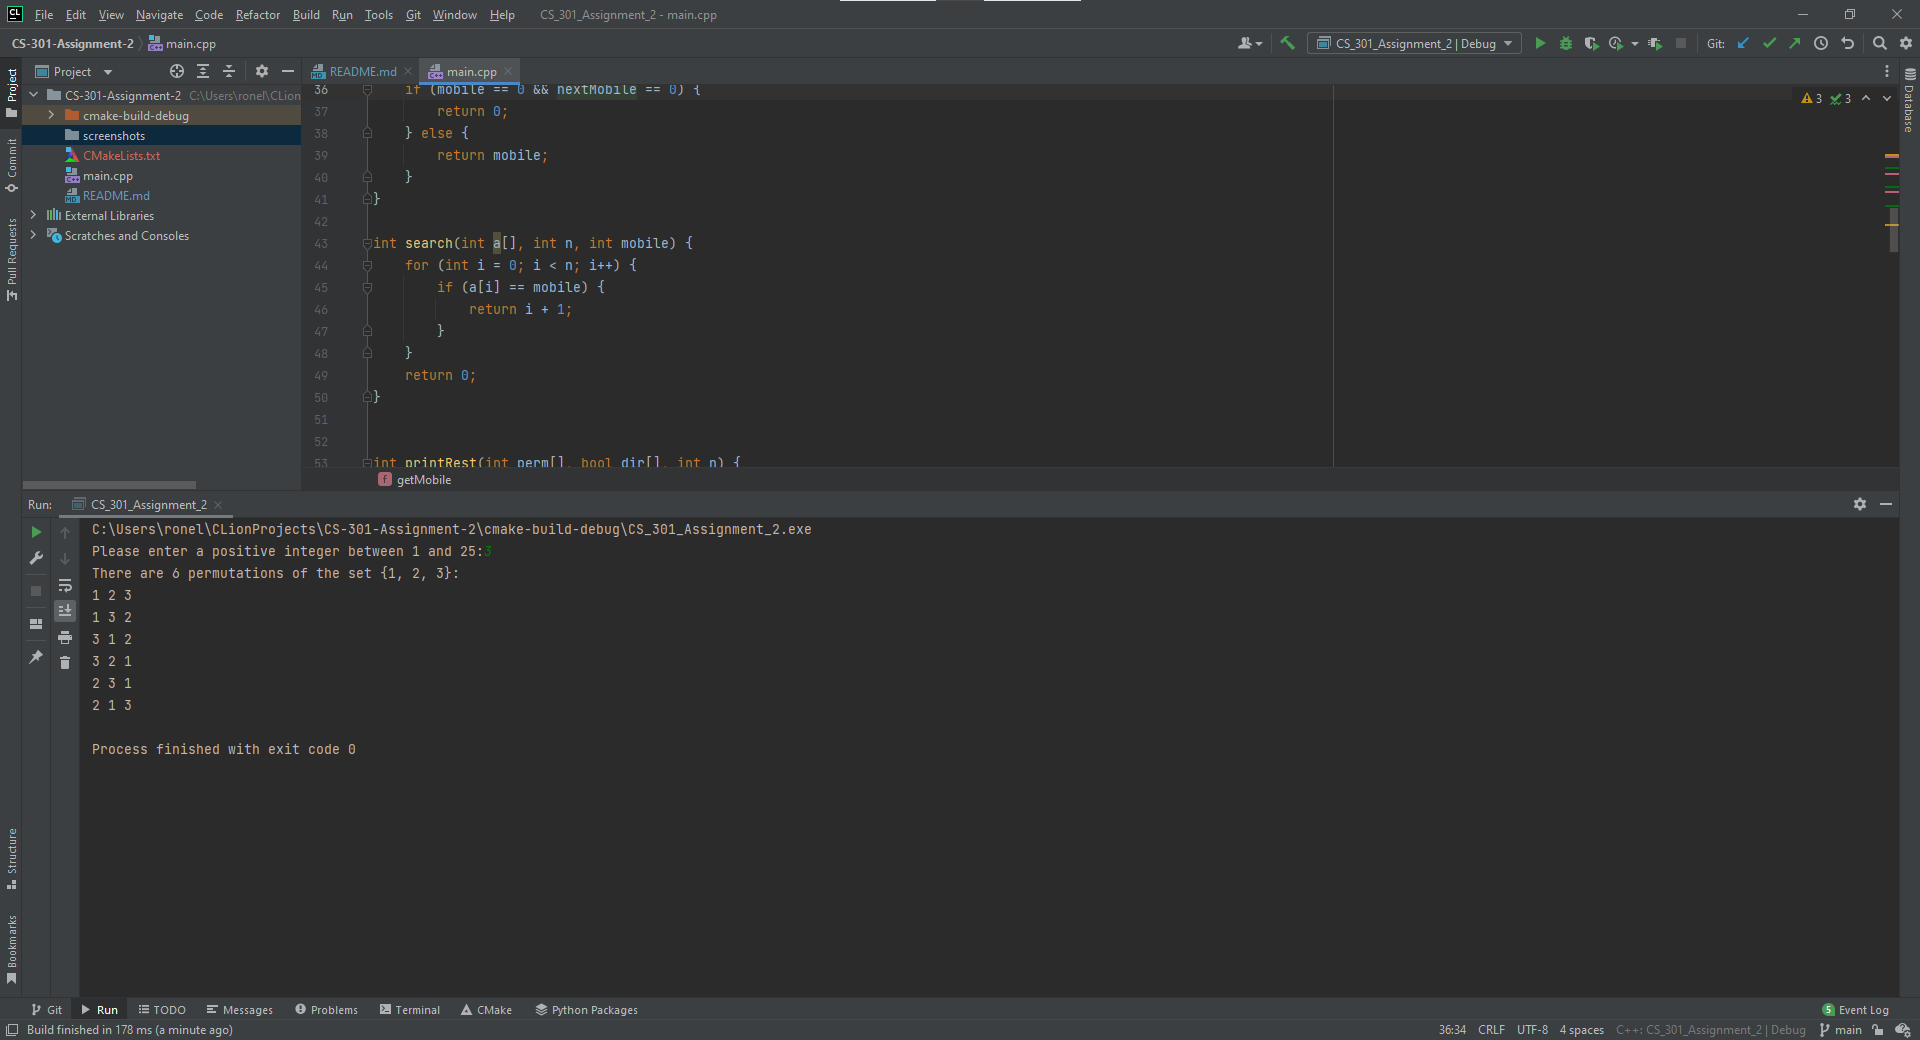 File Edit View Navigate Code Refactor Build Run Tools Git Window Help CS_301_Assignment_2 - main.cpp
CS-301-Assignment-2 main.cpp CS_301_Assignment_2 | Debug Git:
Project README.md main.cpp
Project
Commit
Pull Requests
CS-301-Assignment-2 C:\Users\ronel\CLion
cmake-build-debug
screenshots
CMakeLists.txt
main.cpp
README.md
External Libraries
Scratches and Consoles
3 3
Database
36 if (mobile == 0 && nextMobile == 0) {
37 return 0;
38 } else {
39 return mobile;
40 }
41 }
42
43 int search(int a[], int n, int mobile) {
44 for (int i = 0; i < n; i++) {
45 if (a[i] == mobile) {
46 return i + 1;
47 }
48 }
49 return 0;
50 }
51
52
53 int printRest(int perm[], bool dir[], int n) {
f getMobile
Run: CS_301_Assignment_2
C:\Users\ronel\CLionProjects\CS-301-Assignment-2\cmake-build-debug\CS_301_Assignment_2.exe
Please enter a positive integer between 1 and 25:3
There are 6 permutations of the set {1, 2, 3}:
1 2 3
1 3 2
3 1 2
3 2 1
2 3 1
2 1 3
Process finished with exit code 0
Structure
Bookmarks
Git Run TODO Messages Problems Terminal CMake Python Packages 5 Event Log
Build finished in 178 ms (a minute ago) 36:34 CRLF UTF-8 4 spaces C++: CS_301_Assignment_2 | Debug main